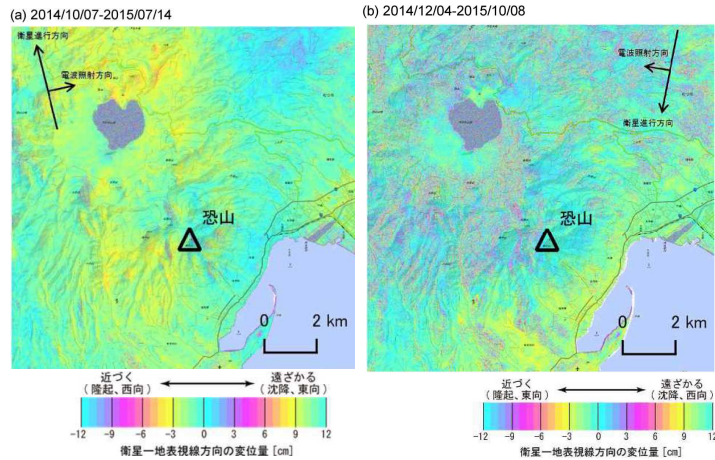 (a) 2014/10/07-2015/07/14
衛星進行方向
電波照射方向
恐山
0 2 km
近づく 遠ざかる
(隆起、西向) (沈降、東向)
-12 -9 -6 -3 0 3 6 9 12
衛星－地表視線方向の変位量 [cm]
(b) 2014/12/04-2015/10/08
電波照射方向
衛星進行方向
恐山
0 2 km
近づく 遠ざかる
(隆起、東向) (沈降、西向)
-12 -9 -6 -3 0 3 6 9 12
衛星－地表視線方向の変位量 [cm]